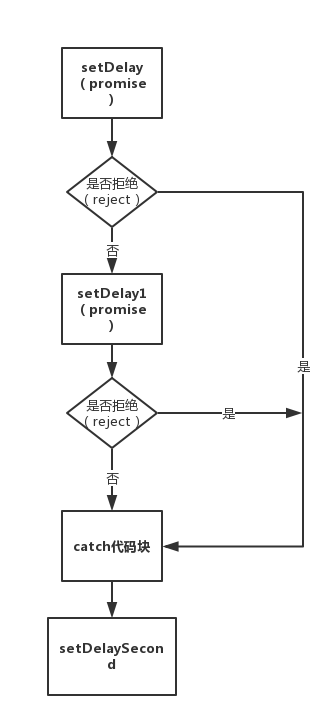 setDelay
（promise
）
是否拒绝
（reject）
否
setDelay1
（promise
）
是
是否拒绝
（reject）
是
否
catch代码块
setDelaySecon
d